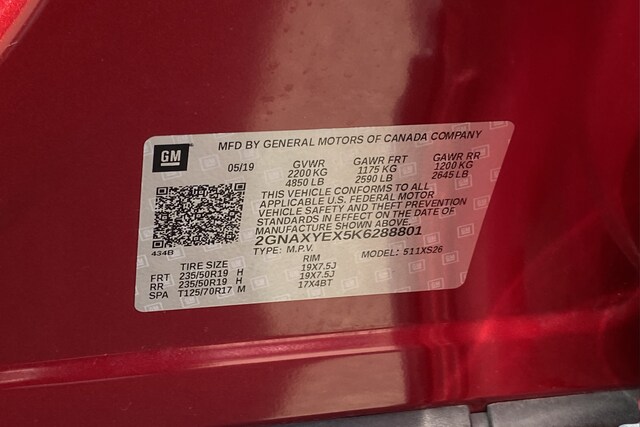 GM
MFD BY GENERAL MOTORS OF CANADA COMPANY
05/19 GVWR GAWR FRT GAWR RR
2200 KG 1175 KG 1200 KG
4850 LB 2590 LB 2645 LB
THIS VEHICLE CONFORMS TO ALL
APPLICABLE U.S. FEDERAL MOTOR
VEHICLE SAFETY AND THEFT PREVENTION
STANDARDS IN EFFECT ON THE DATE OF
MANUFACTURE SHOWN ABOVE.
2GNAXYEX5K6288801
434B
TYPE: M.P.V. MODEL: 511XS26
TIRE SIZE RIM
FRT 235/50R19 H 19X7.5J
RR 235/50R19 H 19X7.5J
SPA T125/70R17 M 17X4BT